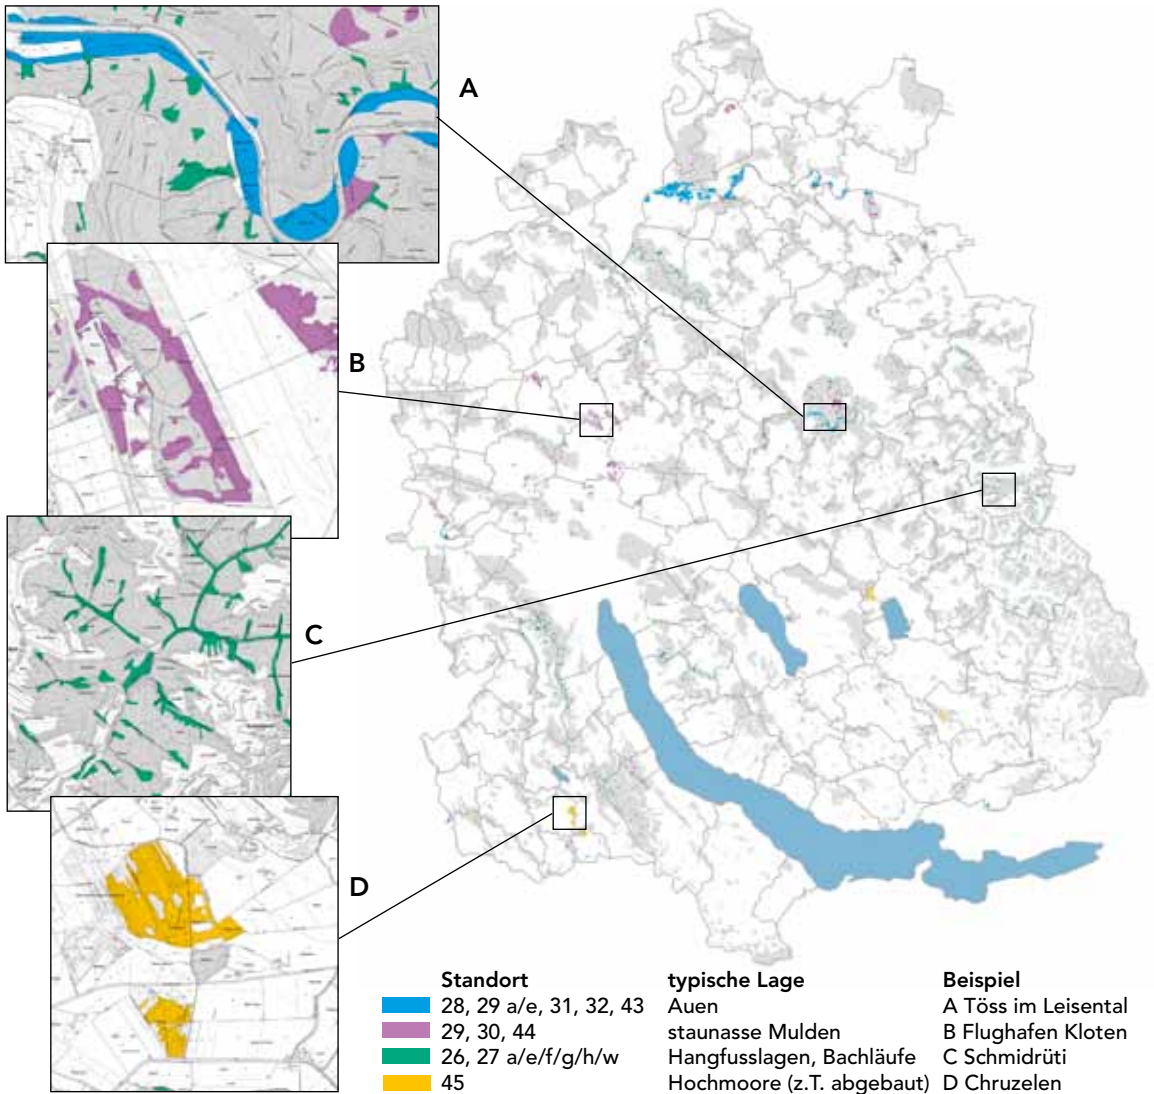 A
B
C
D
Standort typische Lage Beispiel
28, 29 a/e, 31, 32, 43 Auen A Töss im Leisental
29, 30, 44 staunasse Mulden B Flughafen Kloten
26, 27 a/e/f/g/h/w Hangfusslagen, Bachläufe C Schmidrüti
45 Hochmoore (z.T. abgebaut) D Chruzelen